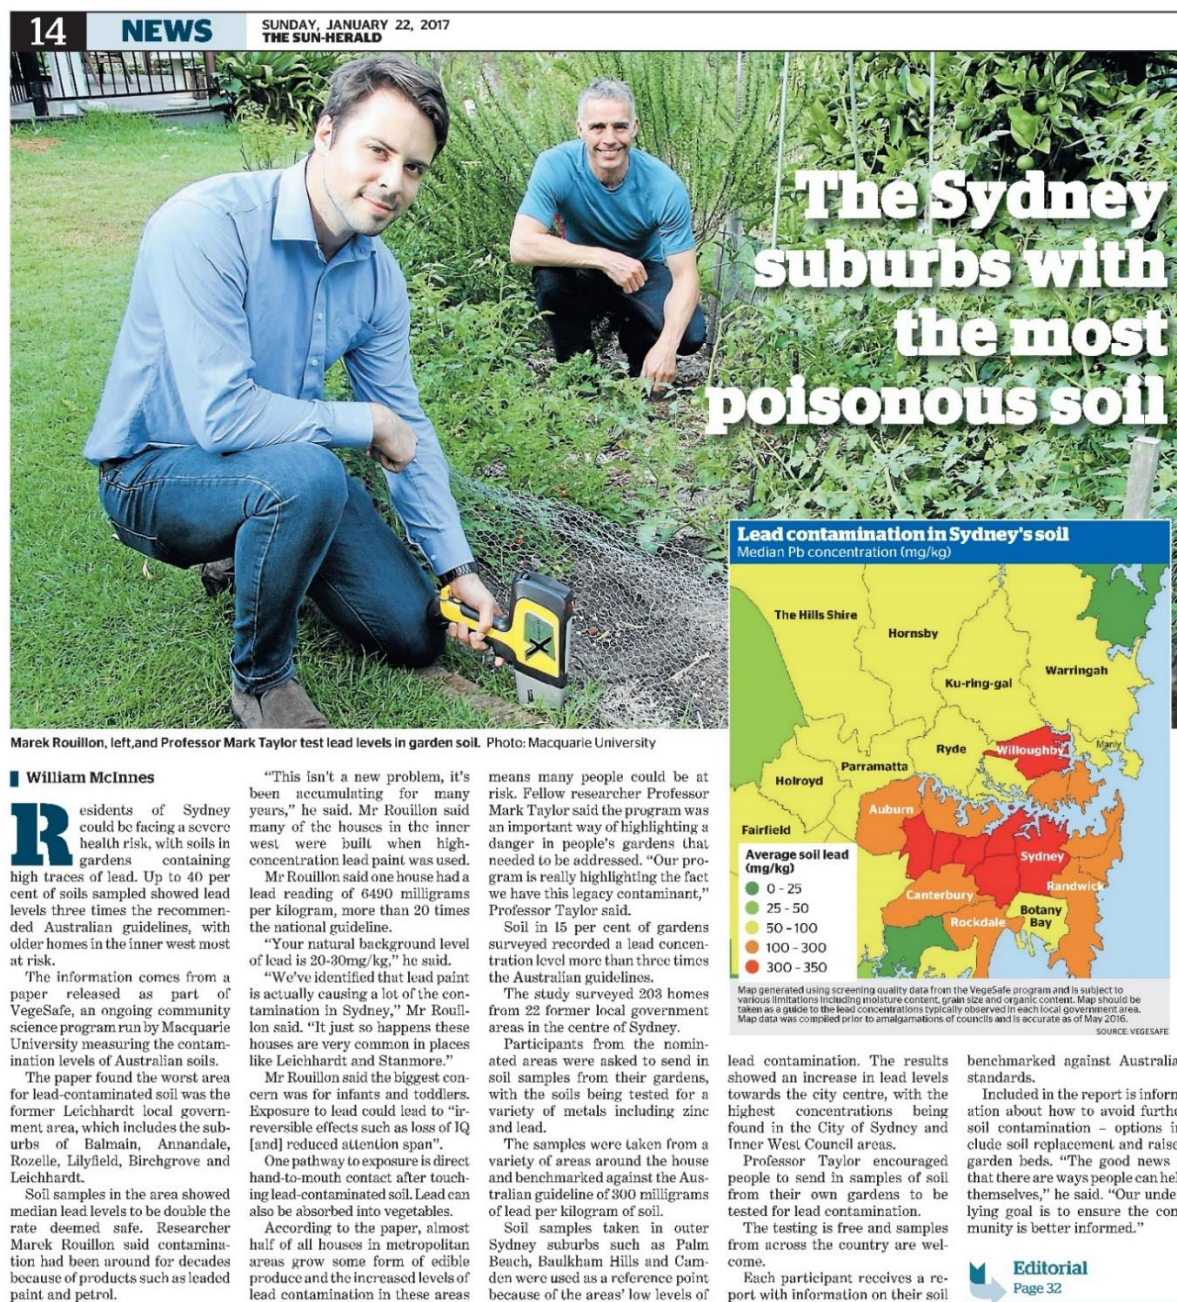 14
NEWS
SUNDAY, JANUARY 22, 2017
THE SUN-HERALD
The Sydney
suburbs with
the most
poisonous soil
Lead contamination in Sydney's soil
Median Pb concentration (mg/kg)
The Hills Shire
Hornsby
Warringah
Ku-ring-gal
Ryde
Willoughby
Manly
Parramatta
Holroyd
Auburn
Fairfield
Sydney
Canterbury
Randwick
Botany
Bay
Rockdale
Average soil lead
(mg/kg)
0 - 25
25 - 50
50 - 100
100 - 300
300 - 350
Map generated using screening quality data from the VegeSafe program and is subject to
various limitations including moisture content, grain size and organic content. Map should be
taken as a guide to the lead concentrations typically observed in each local government area.
Map data was compiled prior to amalgamations of councils and is accurate as of May 2016.
SOURCE: VEGESAFE
Marek Rouillon, left,and Professor Mark Taylor test lead levels in garden soil. Photo: Macquarie University
William McInnes
Residents of Sydney
could be facing a severe
health risk, with soils in
gardens containing
high traces of lead. Up to 40 per
cent of soils sampled showed lead
levels three times the recommen-
ded Australian guidelines, with
older homes in the inner west most
at risk.
The information comes from a
paper released as part of
VegeSafe, an ongoing community
science program run by Macquarie
University measuring the contam-
ination levels of Australian soils.
The paper found the worst area
for lead-contaminated soil was the
former Leichhardt local govern-
ment area, which includes the sub-
urbs of Balmain, Annandale,
Rozelle, Lilyfield, Birchgrove and
Leichhardt.
Soil samples in the area showed
median lead levels to be double the
rate deemed safe. Researcher
Marek Rouillon said contamina-
tion had been around for decades
because of products such as leaded
paint and petrol.
"This isn't a new problem, it's
been accumulating for many
years," he said. Mr Rouillon said
many of the houses in the inner
west were built when high-
concentration lead paint was used.
Mr Rouillon said one house had a
lead reading of 6490 milligrams
per kilogram, more than 20 times
the national guideline.
"Your natural background level
of lead is 20-30mg/kg," he said.
"We've identified that lead paint
is actually causing a lot of the con-
tamination in Sydney," Mr Rouil-
lon said. "It just so happens these
houses are very common in places
like Leichhardt and Stanmore."
Mr Rouillon said the biggest con-
cern was for infants and toddlers.
Exposure to lead could lead to "ir-
reversible effects such as loss of IQ
[and] reduced attention span".
One pathway to exposure is direct
hand-to-mouth contact after touch-
ing lead-contaminated soil. Lead can
also be absorbed into vegetables.
According to the paper, almost
half of all houses in metropolitan
areas grow some form of edible
produce and the increased levels of
lead contamination in these areas
means many people could be at
risk. Fellow researcher Professor
Mark Taylor said the program was
an important way of highlighting a
danger in people's gardens that
needed to be addressed. "Our pro-
gram is really highlighting the fact
we have this legacy contaminant,"
Professor Taylor said.
Soil in 15 per cent of gardens
surveyed recorded a lead concen-
tration level more than three times
the Australian guidelines.
The study surveyed 203 homes
from 22 former local government
areas in the centre of Sydney.
Participants from the nomin-
ated areas were asked to send in
soil samples from their gardens,
with the soils being tested for a
variety of metals including zinc
and lead.
The samples were taken from a
variety of areas around the house
and benchmarked against the Aus-
tralian guideline of 300 milligrams
of lead per kilogram of soil.
Soil samples taken in outer
Sydney suburbs such as Palm
Beach, Baulkham Hills and Cam-
den were used as a reference point
because of the areas' low levels of
lead contamination. The results
showed an increase in lead levels
towards the city centre, with the
highest concentrations being
found in the City of Sydney and
Inner West Council areas.
Professor Taylor encouraged
people to send in samples of soil
from their own gardens to be
tested for lead contamination.
The testing is free and samples
from across the country are wel-
come.
Each participant receives a re-
port with information on their soil
benchmarked against Australia
standards.
Included in the report is inform
ation about how to avoid furthe
soil contamination – options in
clude soil replacement and raise
garden beds. "The good news
that there are ways people can hel
themselves," he said. "Our under
lying goal is to ensure the com
munity is better informed."
Editorial
Page 32